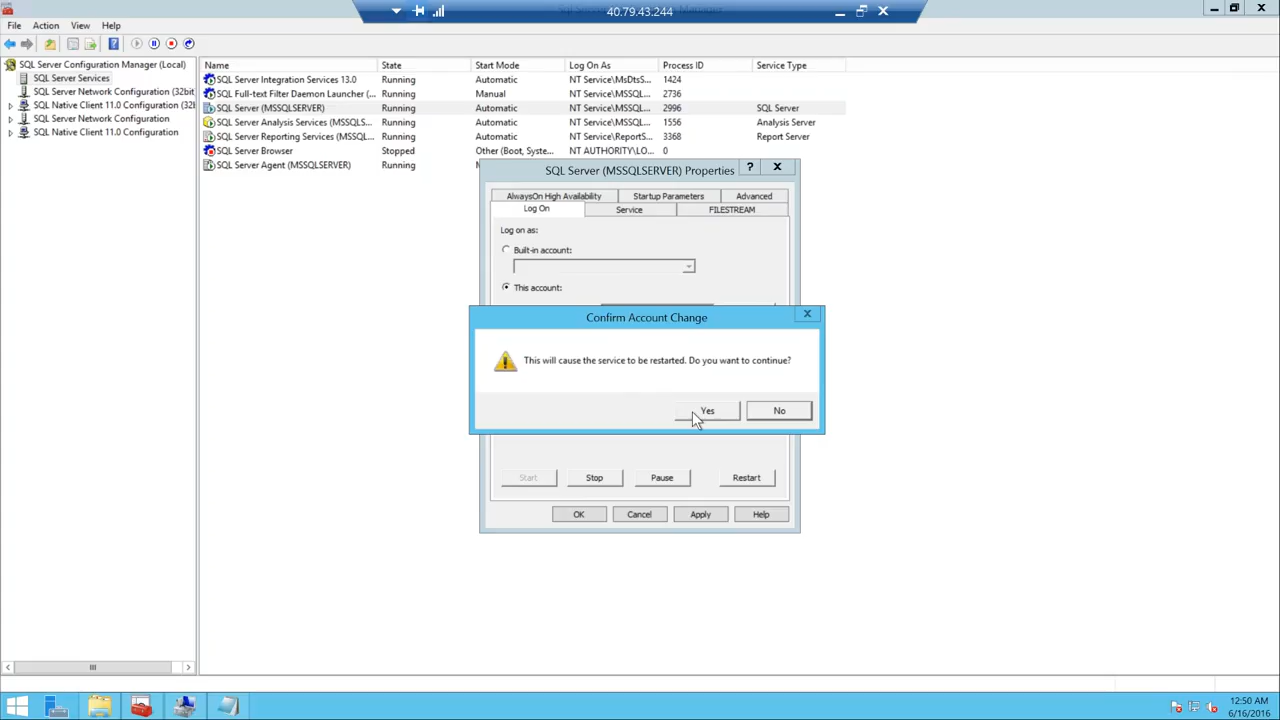 40.79.43.244
File Action View Help
SQL Server Configuration Manager (Local)
SQL Server Services
SQL Server Network Configuration (32bit
SQL Native Client 11.0 Configuration (32bi
SQL Server Network Configuration
SQL Native Client 11.0 Configuration
Name State Start Mode Log On As Process ID Service Type
SQL Server Integration Services 13.0 Running Automatic NT Service\MsDtsS... 1424
SQL Full-text Filter Daemon Launcher (... Running Manual NT Service\MSSQL... 2736
SQL Server (MSSQLSERVER) Running Automatic NT Service\MSSQL... 2996 SQL Server
SQL Server Analysis Services (MSSQLS... Running Automatic NT Service\MSSQL... 1556 Analysis Server
SQL Server Reporting Services (MSSQL... Running Automatic NT Service\ReportS... 3368 Report Server
SQL Server Browser Stopped Other (Boot, Syste... NT AUTHORITY\LO... 0
SQL Server Agent (MSSQLSERVER) Running
SQL Server (MSSQLSERVER) Properties
AlwaysOn High Availability Startup Parameters Advanced
Log On Service FILESTREAM
Log on as:
Built-in account:
This account:
Confirm Account Change
This will cause the service to be restarted. Do you want to continue?
Yes No
Start Stop Pause Restart
OK Cancel Apply Help
12:50 AM
6/16/2016